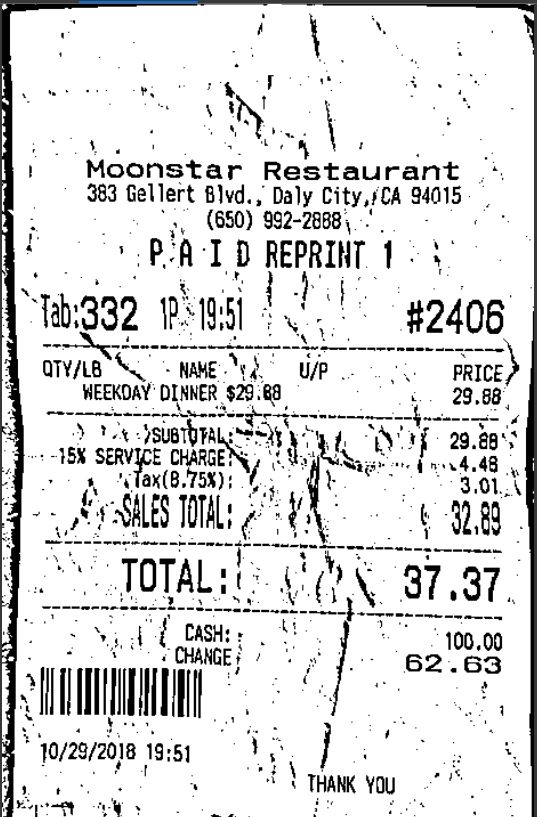 Moonstar Restaurant
383 Gellert Blvd., Daly City, CA 94015
(650) 992-2888
P A I D REPRINT 1
Tab:332 1P 19:51 #2406
QTY/LB NAME U/P PRICE
WEEKDAY DINNER $29.88 29.88
SUBTOTAL: 29.88
15% SERVICE CHARGE: 4.48
Tax(8.75%): 3.01
SALES TOTAL: 32.89
TOTAL: 37.37
CASH: 100.00
CHANGE 62.63
10/29/2018 19:51
THANK YOU